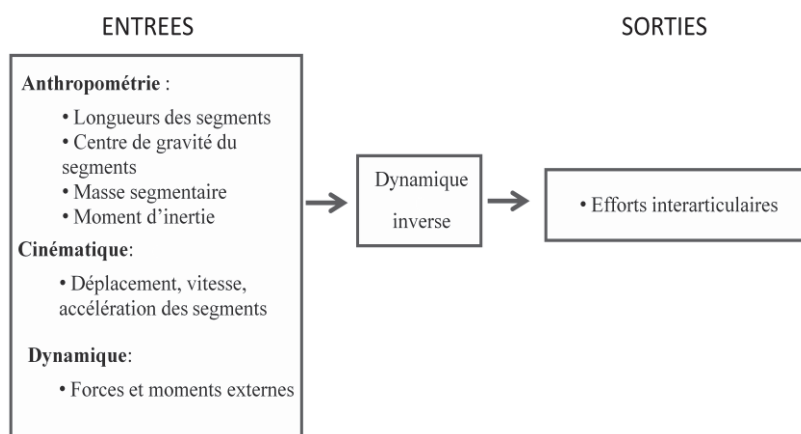 ENTREES
Anthropométrie :
• Longueurs des segments
• Centre de gravité du
segments
• Masse segmentaire
• Moment d'inertie
Cinématique:
• Déplacement, vitesse,
accélération des segments
Dynamique:
• Forces et moments externes
Dynamique
inverse
SORTIES
• Efforts interarticulaires